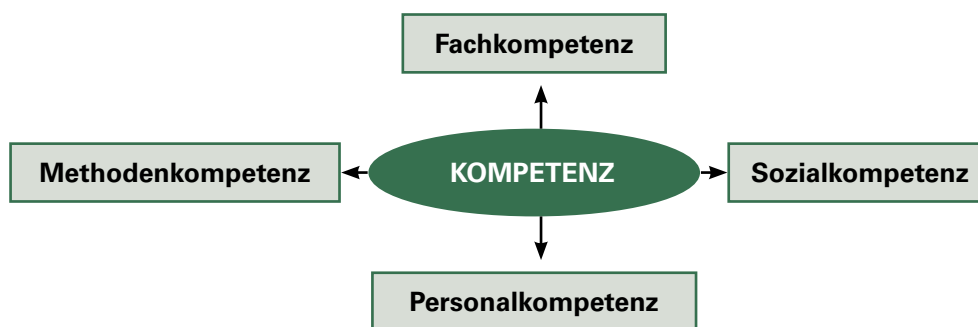 Fachkompetenz
Methodenkompetenz
KOMPETENZ
Sozialkompetenz
Personalkompetenz